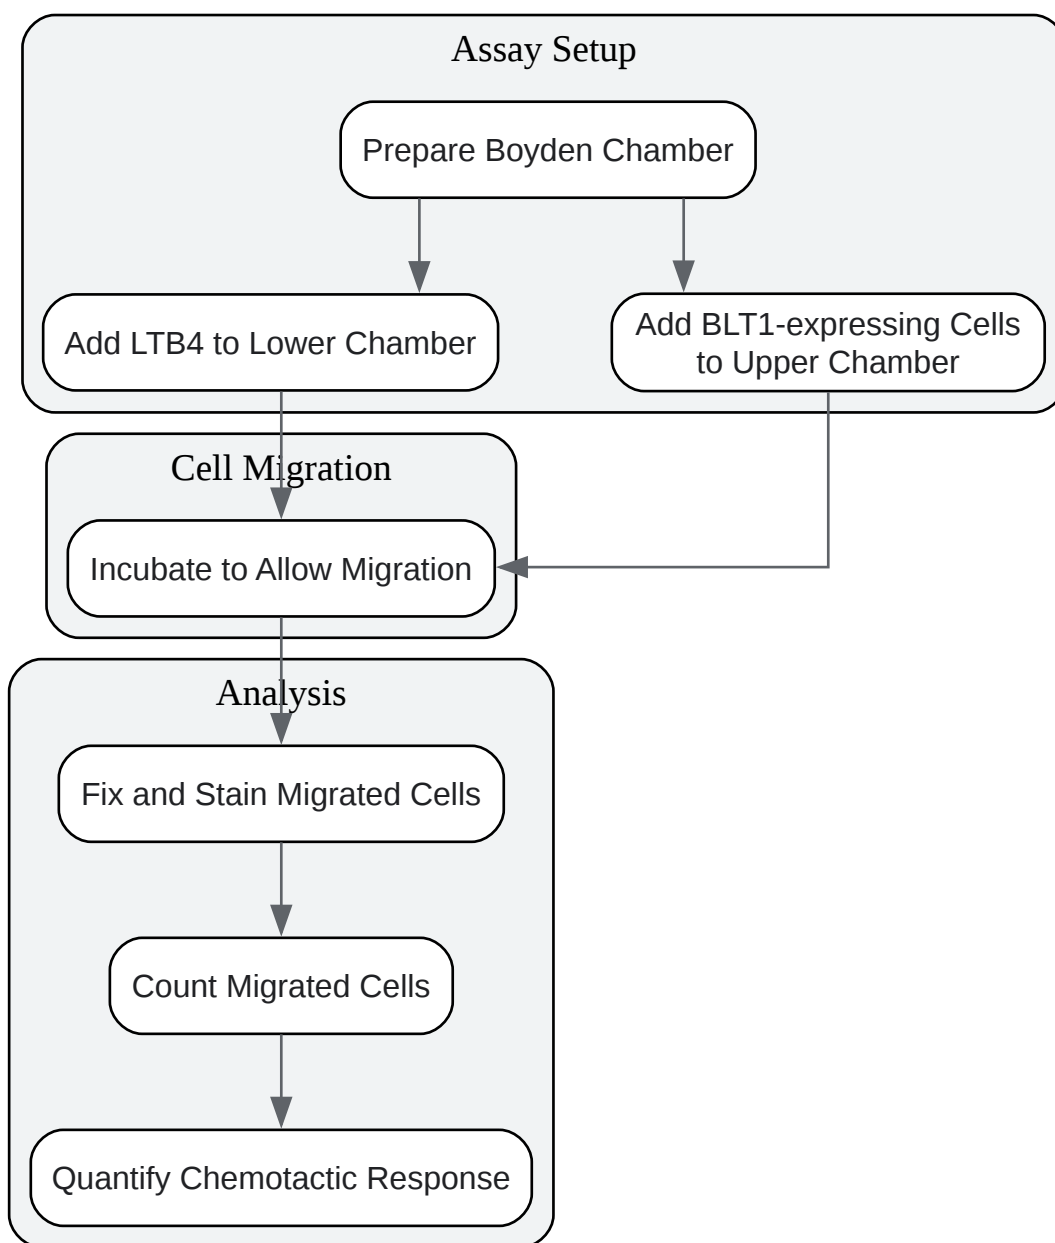 Assay Setup
Prepare Boyden Chamber
Add LTB4 to Lower Chamber
Add BLT1-expressing Cells
to Upper Chamber
Cell Migration
Incubate to Allow Migration
Analysis
Fix and Stain Migrated Cells
Count Migrated Cells
Quantify Chemotactic Response